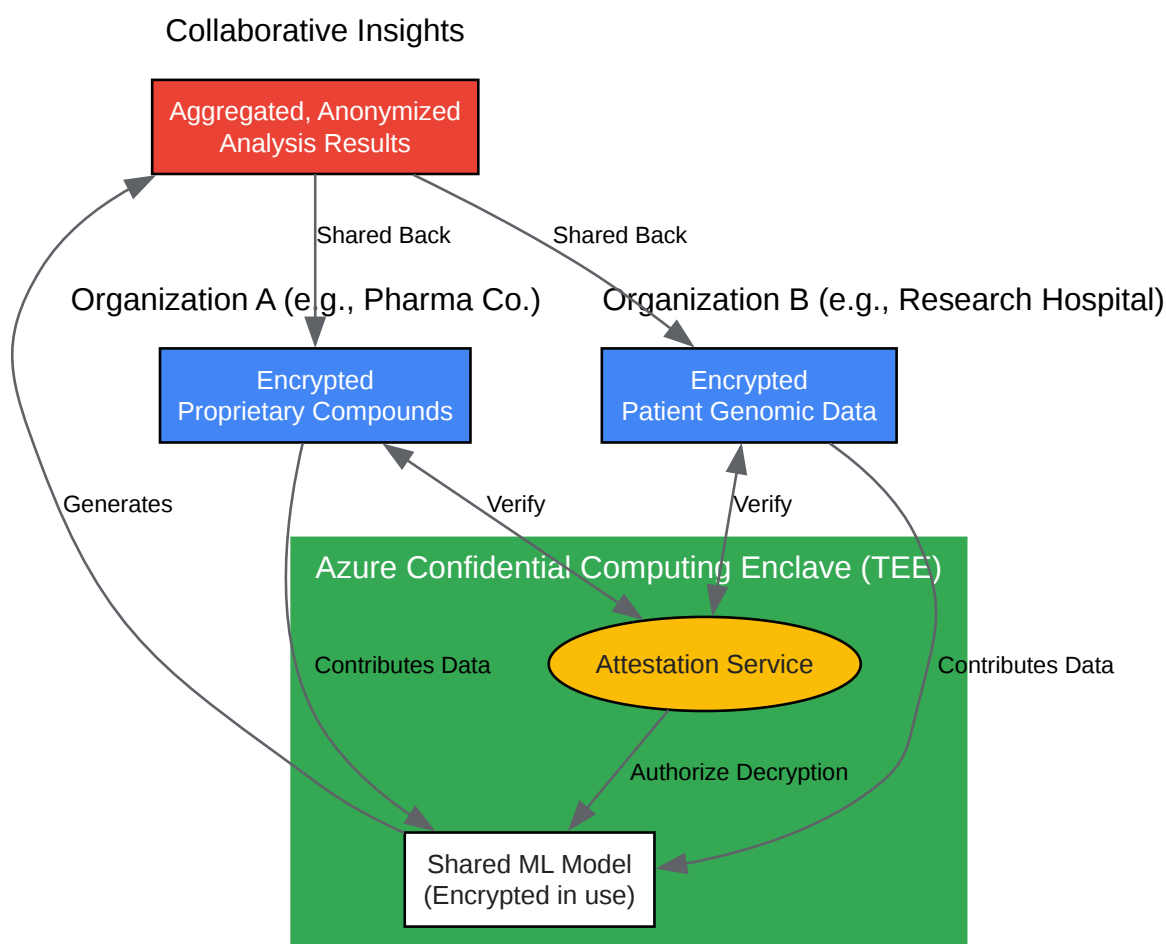 Collaborative Insights
Aggregated, Anonymized
Analysis Results
Shared Back
Shared Back
Organization A (e.g., Pharma Co.)
Organization B (e.g., Research Hospital)
Encrypted
Proprietary Compounds
Encrypted
Patient Genomic Data
Generates
Verify
Verify
Azure Confidential Computing Enclave (TEE)
Contributes Data
Attestation Service
Contributes Data
Authorize Decryption
Shared ML Model
(Encrypted in use)